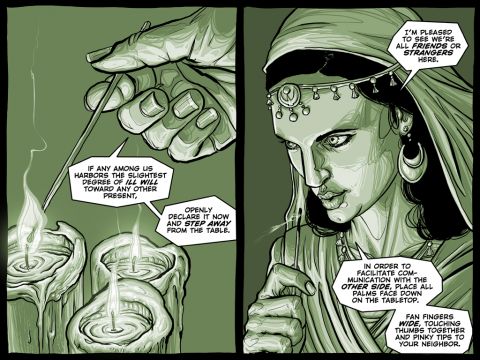 IF ANY AMONG US
HARBORS THE SLIGHTEST
DEGREE OF ILL WILL
TOWARD ANY OTHER
PRESENT,
OPENLY
DECLARE IT NOW
AND STEP AWAY
FROM THE TABLE.
I'M PLEASED
TO SEE WE'RE
ALL FRIENDS OR
STRANGERS
HERE.
IN ORDER TO
FACILITATE COM-
MUNICATION WITH THE
OTHER SIDE, PLACE ALL
PALMS FACE DOWN
ON THE TABLETOP.
FAN FINGERS
WIDE, TOUCHING
THUMBS TOGETHER
AND PINKY TIPS TO
YOUR NEIGHBOR.